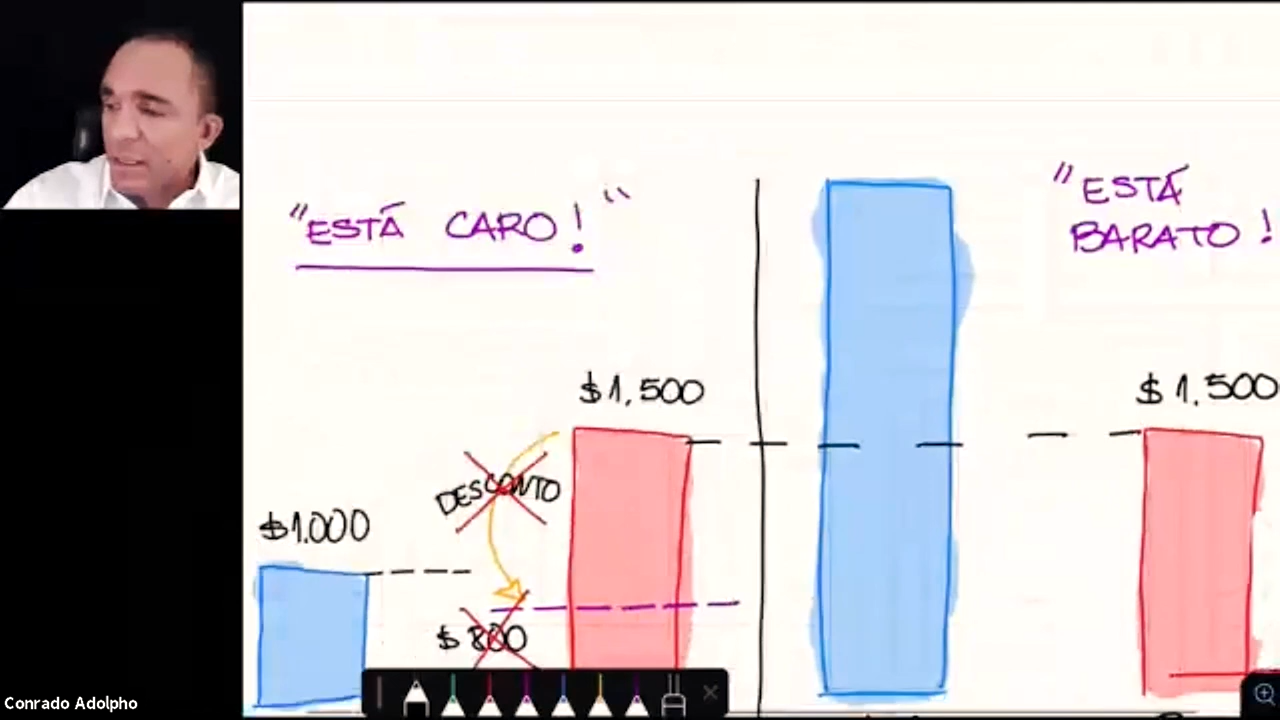 "ESTÁ CARO!"
"ESTÁ
BARATO!
$1.500
$1.500
DESCONTO
$1.000
$800
Conrado Adolpho